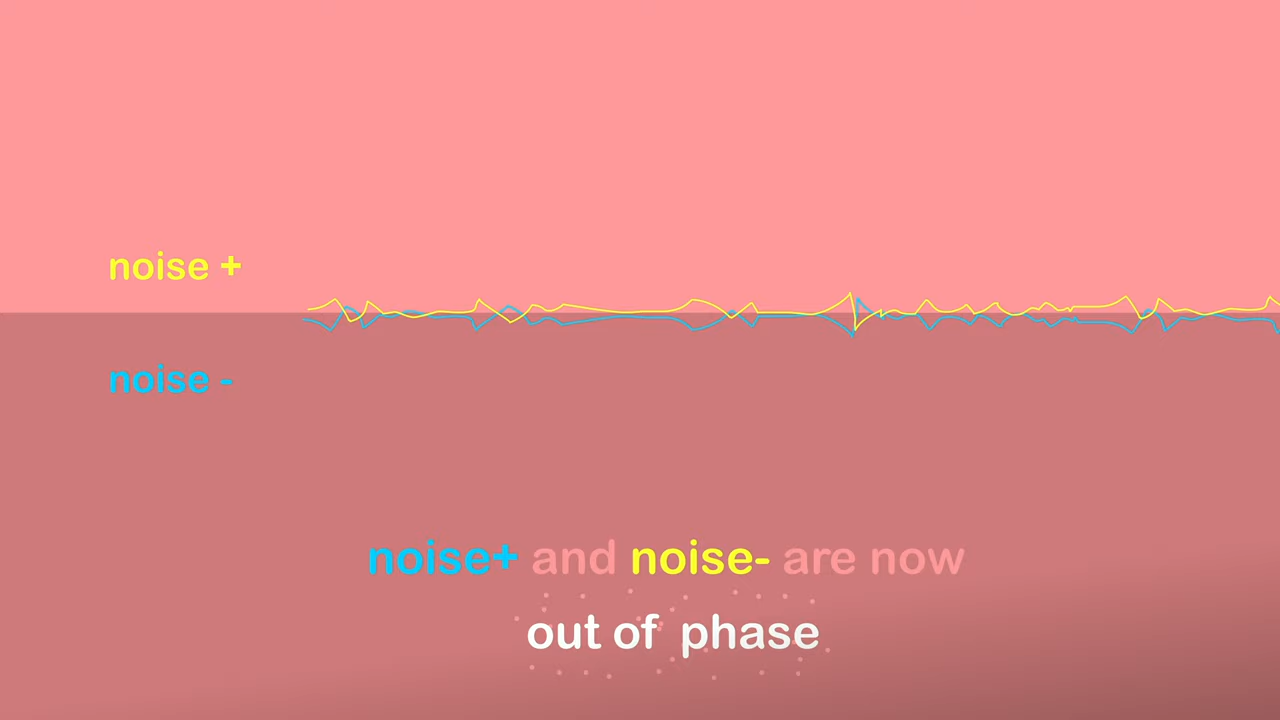 noise +
noise -
noise+ and noise- are now
out of phase